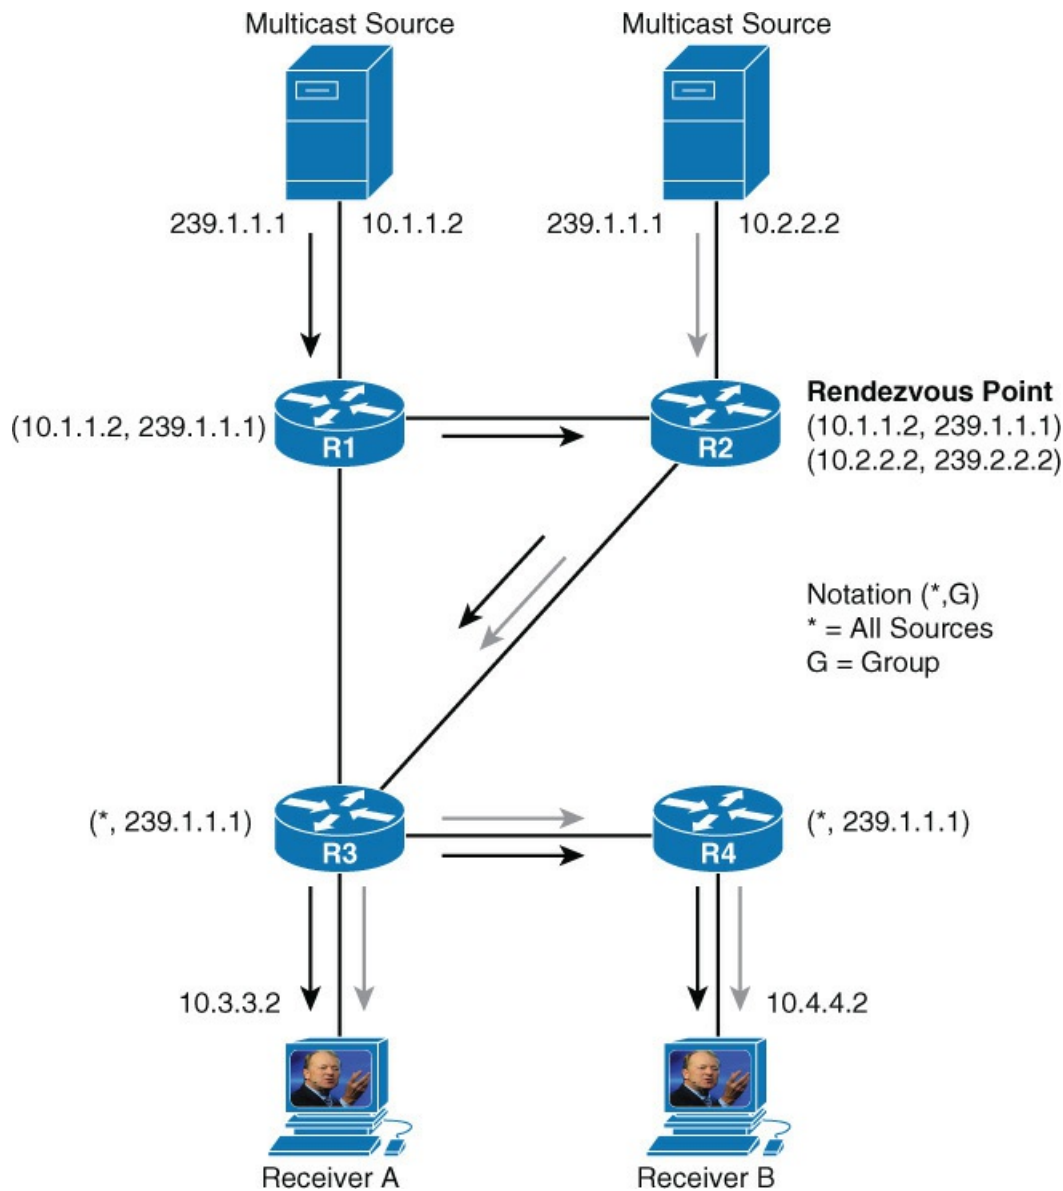 Multicast Source
Multicast Source
239.1.1.1
10.1.1.2
239.1.1.1
10.2.2.2
(10.1.1.2, 239.1.1.1)
R1
R2
Rendezvous Point
(10.1.1.2, 239.1.1.1)
(10.2.2.2, 239.2.2.2)
Notation (*,G)
* = All Sources
G = Group
(*, 239.1.1.1)
R3
R4
(*, 239.1.1.1)
10.3.3.2
10.4.4.2
Receiver A
Receiver B